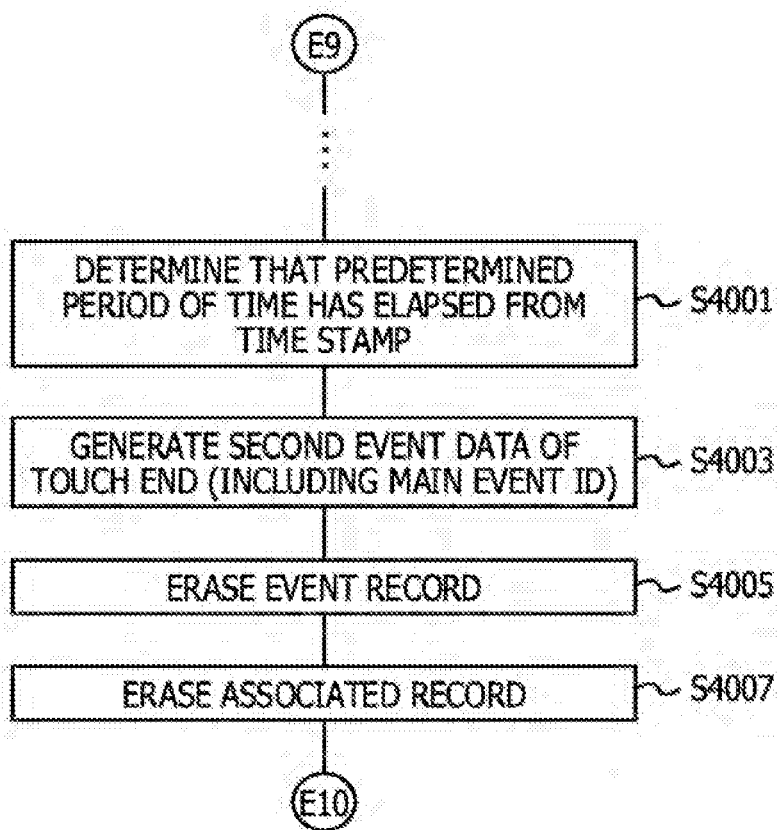 E9
DETERMINE THAT PREDETERMINED
PERIOD OF TIME HAS ELAPSED FROM
TIME STAMP
S4001
GENERATE SECOND EVENT DATA OF
TOUCH END (INCLUDING MAIN EVENT ID)
S4003
ERASE EVENT RECORD
S4005
ERASE ASSOCIATED RECORD
S4007
E10